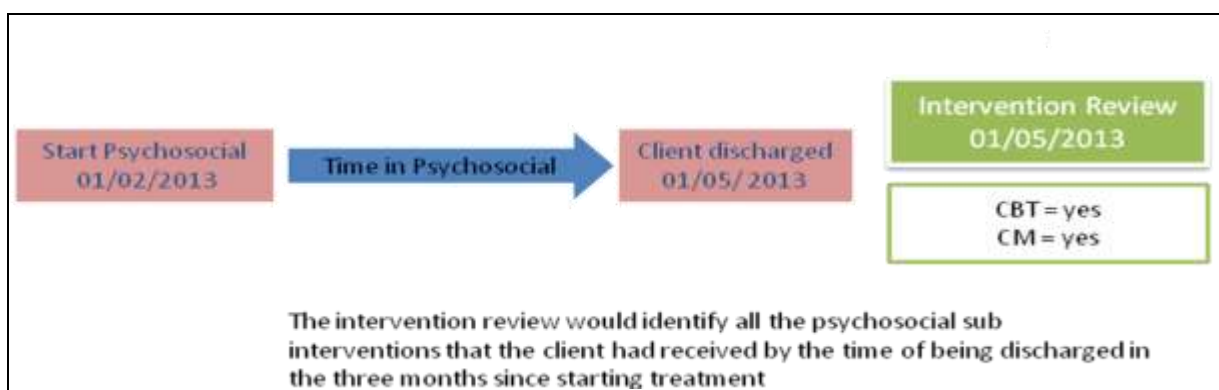 Intervention Review
01/05/2013
Start Psychosocial
01/02/2013
Time in Psychosocial
Client discharged
01/05/ 2013
CBT = yes
CM = yes
The intervention review would identify all the psychosocial sub
interventions that the client had received by the time of being discharged in
the three months since starting treatment